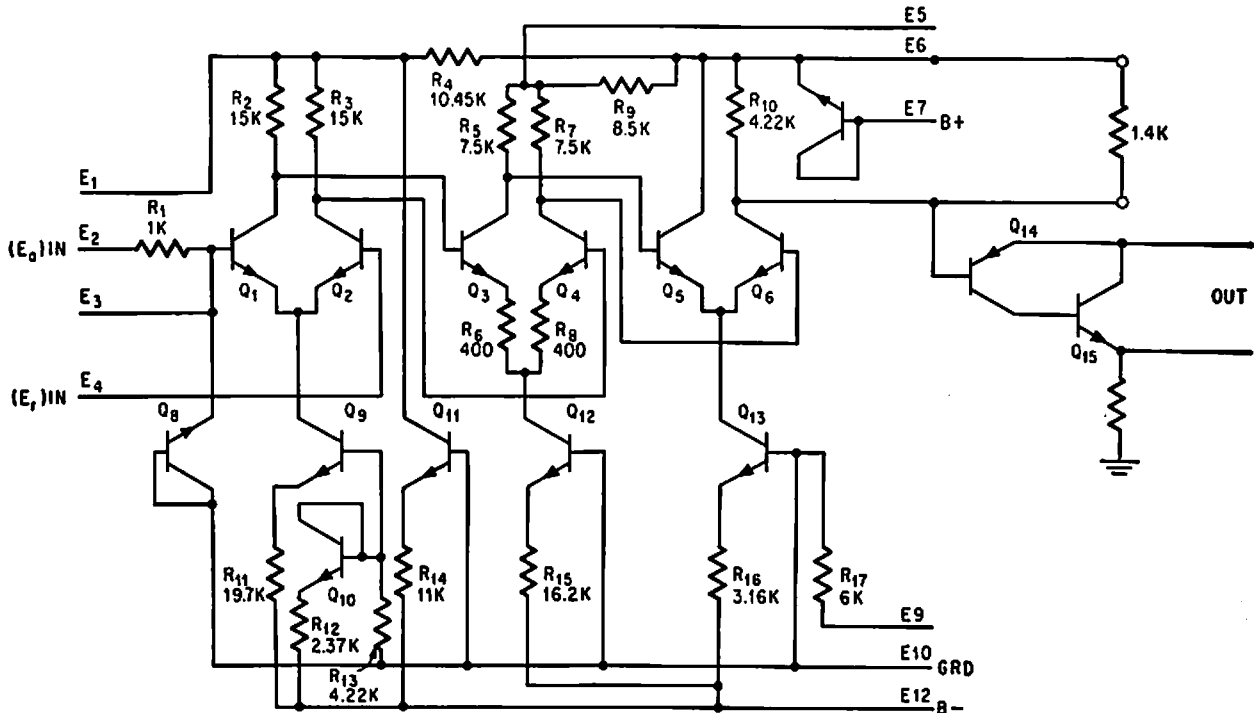 E5
E6
R4
10.45K
R2
15K
R3
15K
R9
8.5K
R10
4.22K
R5
7.5K
R7
7.5K
E7
B+
1.4K
E1
R1
1K
(Ea)IN
E2
Q14
Q1
Q2
Q3
Q4
Q5
Q6
E3
OUT
R6
400
R8
400
Q15
(Er)IN
E4
Q8
Q9
Q11
Q12
Q13
R11
19.7K
Q10
R14
11K
R15
16.2K
R16
3.16K
R17
6K
R12
2.37K
E9
R13
4.22K
E10
GRD
E12
B-